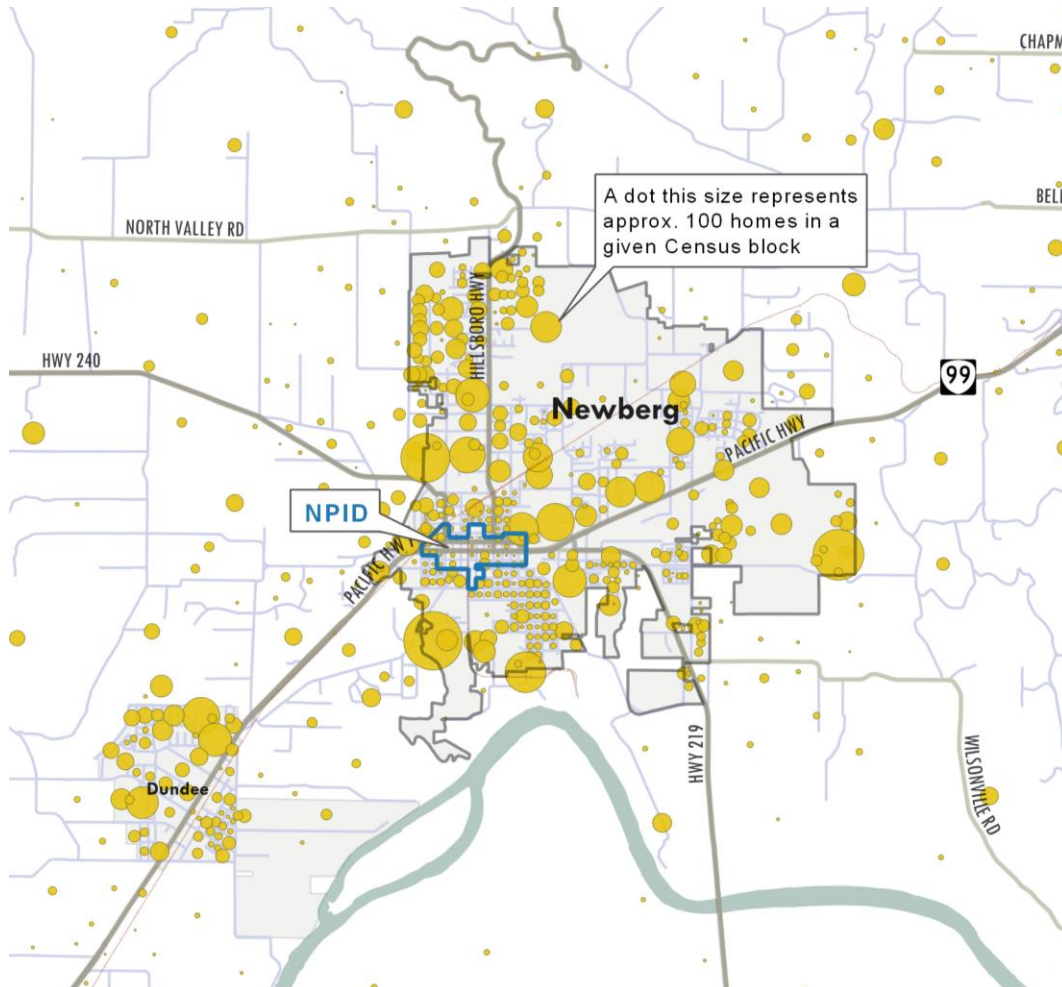 CHAPM
A dot this size represents
approx. 100 homes in a
given Census block
BELL
NORTH VALLEY RD
HILLSBORO HWY
HWY 240
99
Newberg
PACIFIC HWY
NPID
PACIFIC HW
HWY 219
WILSONVILLE RD
Dundee